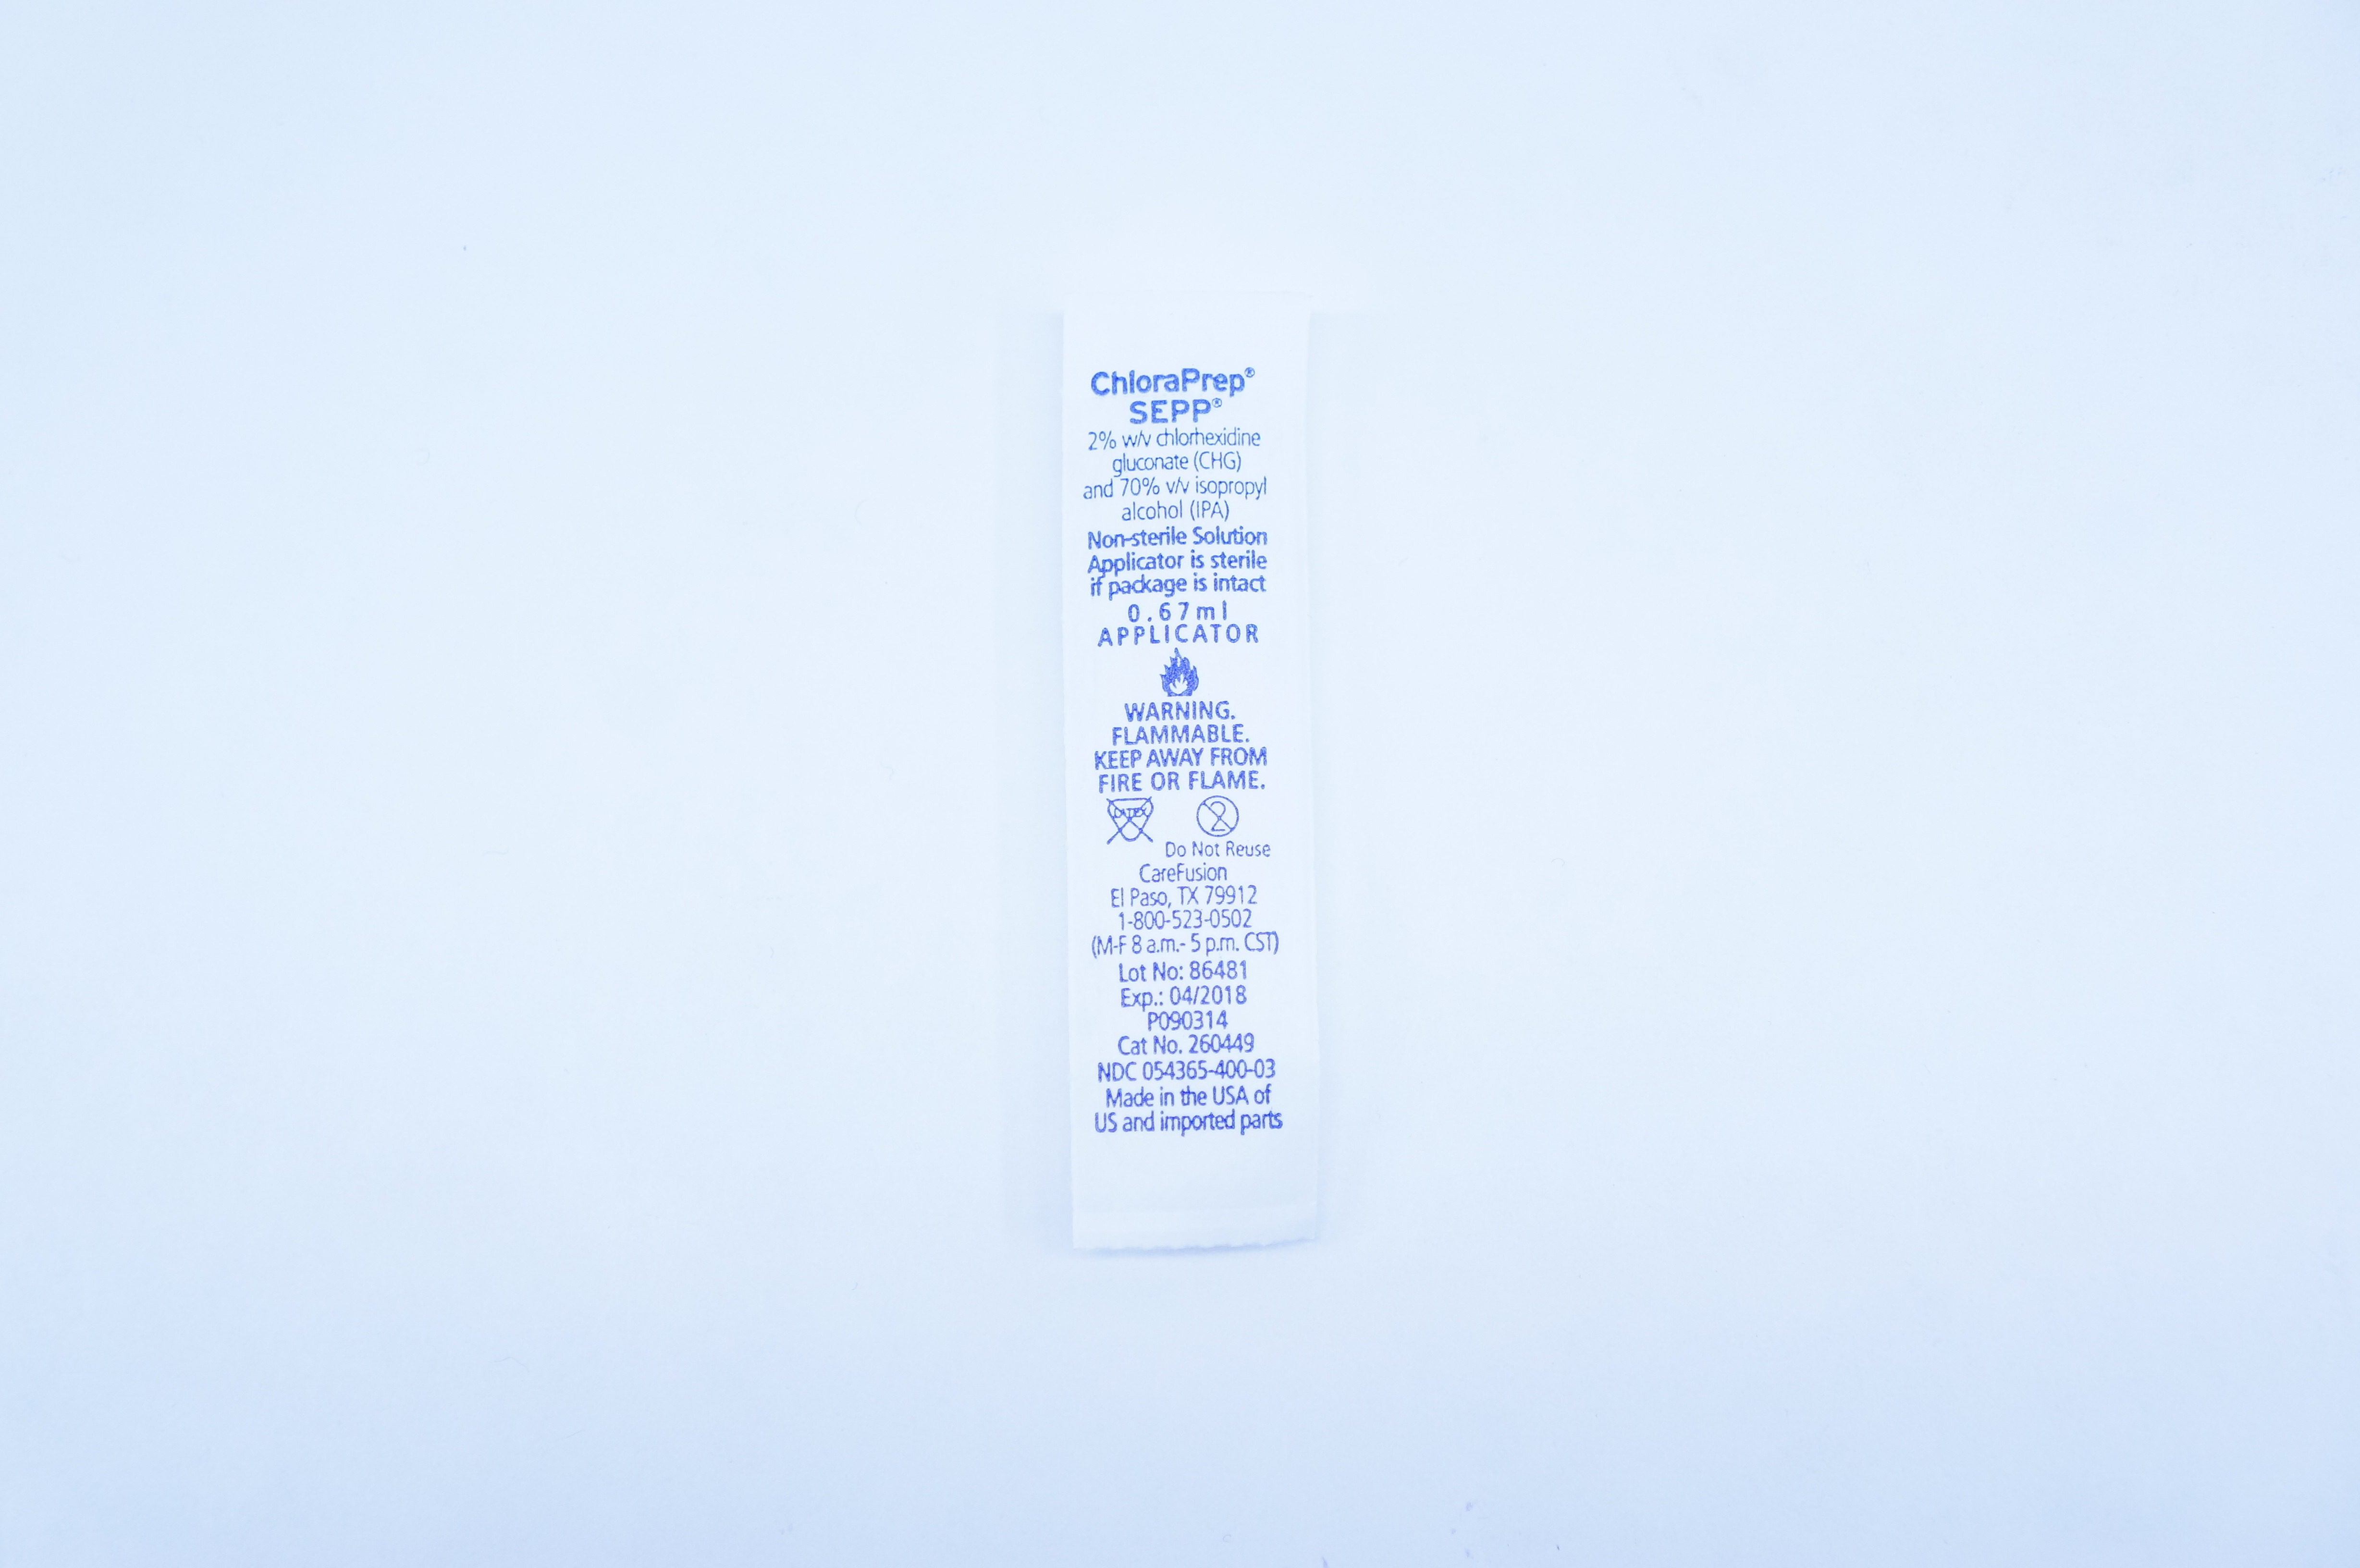 ChloraPrep®
SEPP®
2% w/v chlorhexidine
gluconate (CHG)
and 70% v/v isopropyl
alcohol (IPA)
Non-sterile Solution
Applicator is sterile
if package is intact
0.67ml
APPLICATOR
WARNING.
FLAMMABLE.
KEEP AWAY FROM
FIRE OR FLAME.
LATEX 2
Do Not Reuse
CareFusion
El Paso, TX 79912
1-800-523-0502
(M-F 8 a.m.- 5 p.m. CST)
Lot No: 86481
Exp.: 04/2018
P090314
Cat No. 260449
NDC 054365-400-03
Made in the USA of
US and imported parts